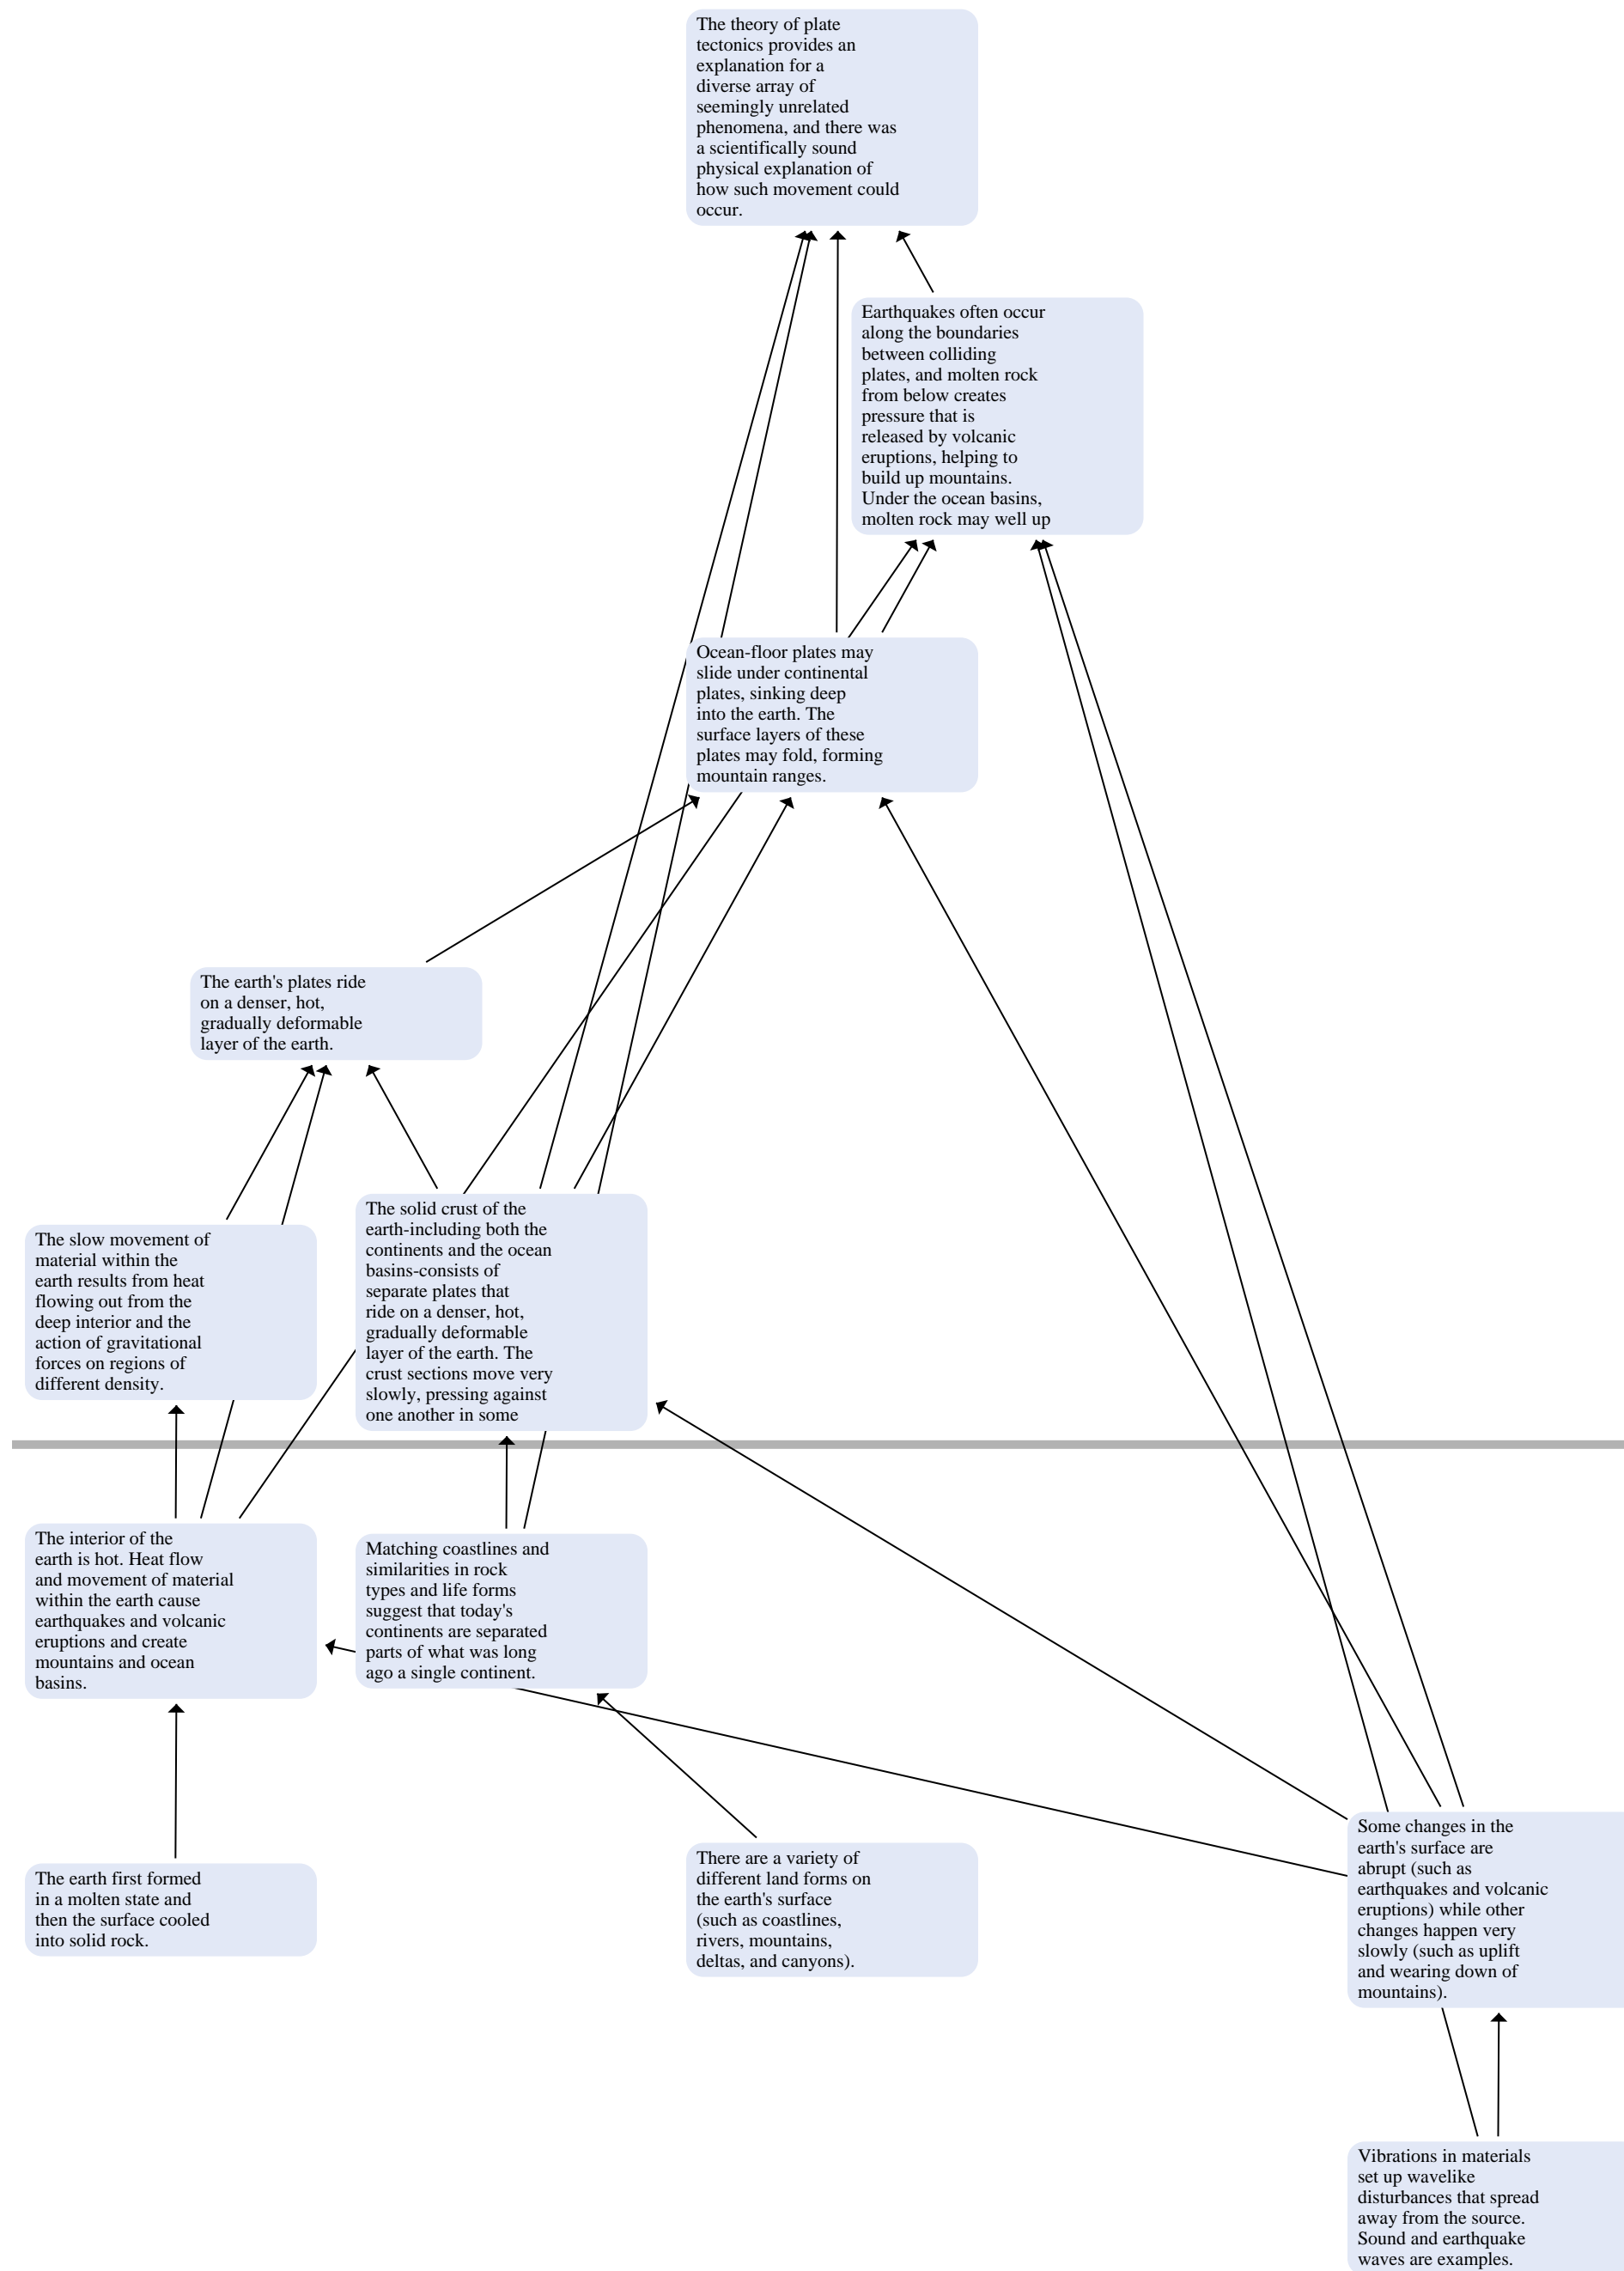 The theory of plate
tectonics provides an
explanation for a
diverse array of
seemingly unrelated
phenomena, and there was
a scientifically sound
physical explanation of
how such movement could
occur.
Earthquakes often occur
along the boundaries
between colliding
plates, and molten rock
from below creates
pressure that is
released by volcanic
eruptions, helping to
build up mountains.
Under the ocean basins,
molten rock may well up
Ocean-floor plates may
slide under continental
plates, sinking deep
into the earth. The
surface layers of these
plates may fold, forming
mountain ranges.
The earth's plates ride
on a denser, hot,
gradually deformable
layer of the earth.
The slow movement of
material within the
earth results from heat
flowing out from the
deep interior and the
action of gravitational
forces on regions of
different density.
The solid crust of the
earth-including both the
continents and the ocean
basins-consists of
separate plates that
ride on a denser, hot,
gradually deformable
layer of the earth. The
crust sections move very
slowly, pressing against
one another in some
The interior of the
earth is hot. Heat flow
and movement of material
within the earth cause
earthquakes and volcanic
eruptions and create
mountains and ocean
basins.
Matching coastlines and
similarities in rock
types and life forms
suggest that today's
continents are separated
parts of what was long
ago a single continent.
The earth first formed
in a molten state and
then the surface cooled
into solid rock.
There are a variety of
different land forms on
the earth's surface
(such as coastlines,
rivers, mountains,
deltas, and canyons).
Some changes in the
earth's surface are
abrupt (such as
earthquakes and volcanic
eruptions) while other
changes happen very
slowly (such as uplift
and wearing down of
mountains).
Vibrations in materials
set up wavelike
disturbances that spread
away from the source.
Sound and earthquake
waves are examples.